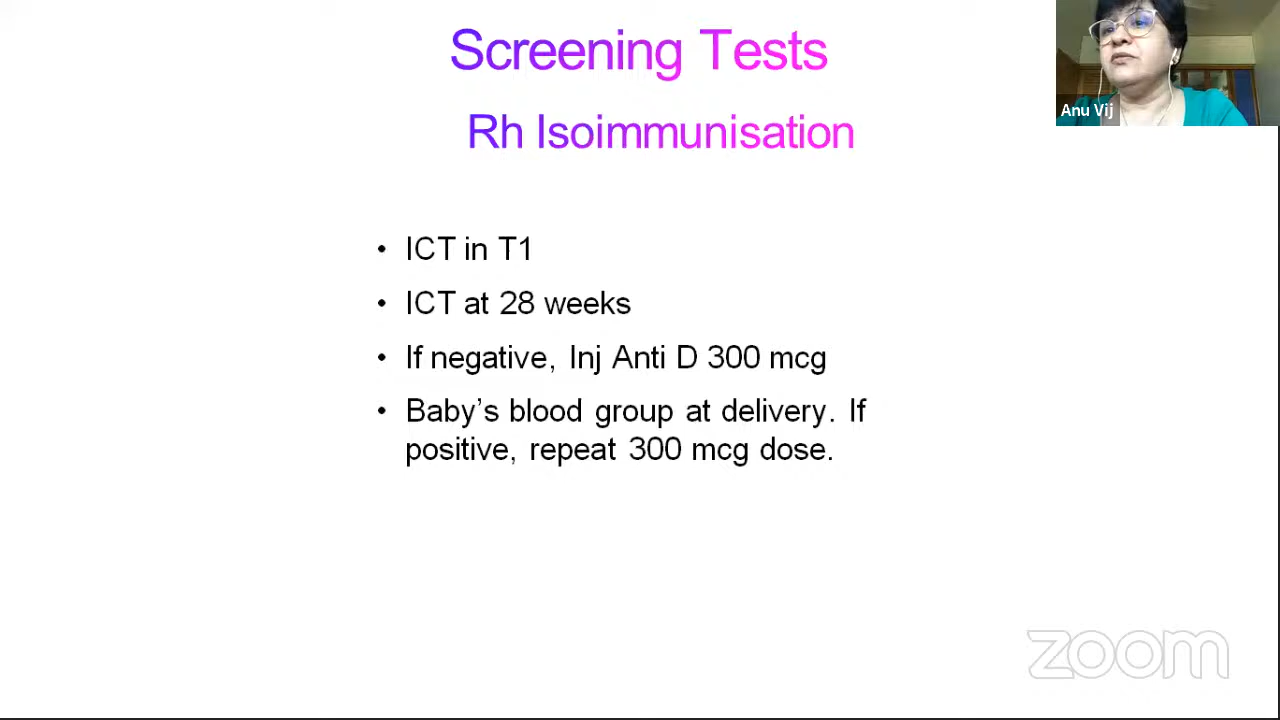 Screening Tests
Anu Vij
Rh Isoimmunisation
• ICT in T1
• ICT at 28 weeks
• If negative, Inj Anti D 300 mcg
• Baby’s blood group at delivery. If
positive, repeat 300 mcg dose.
zoom